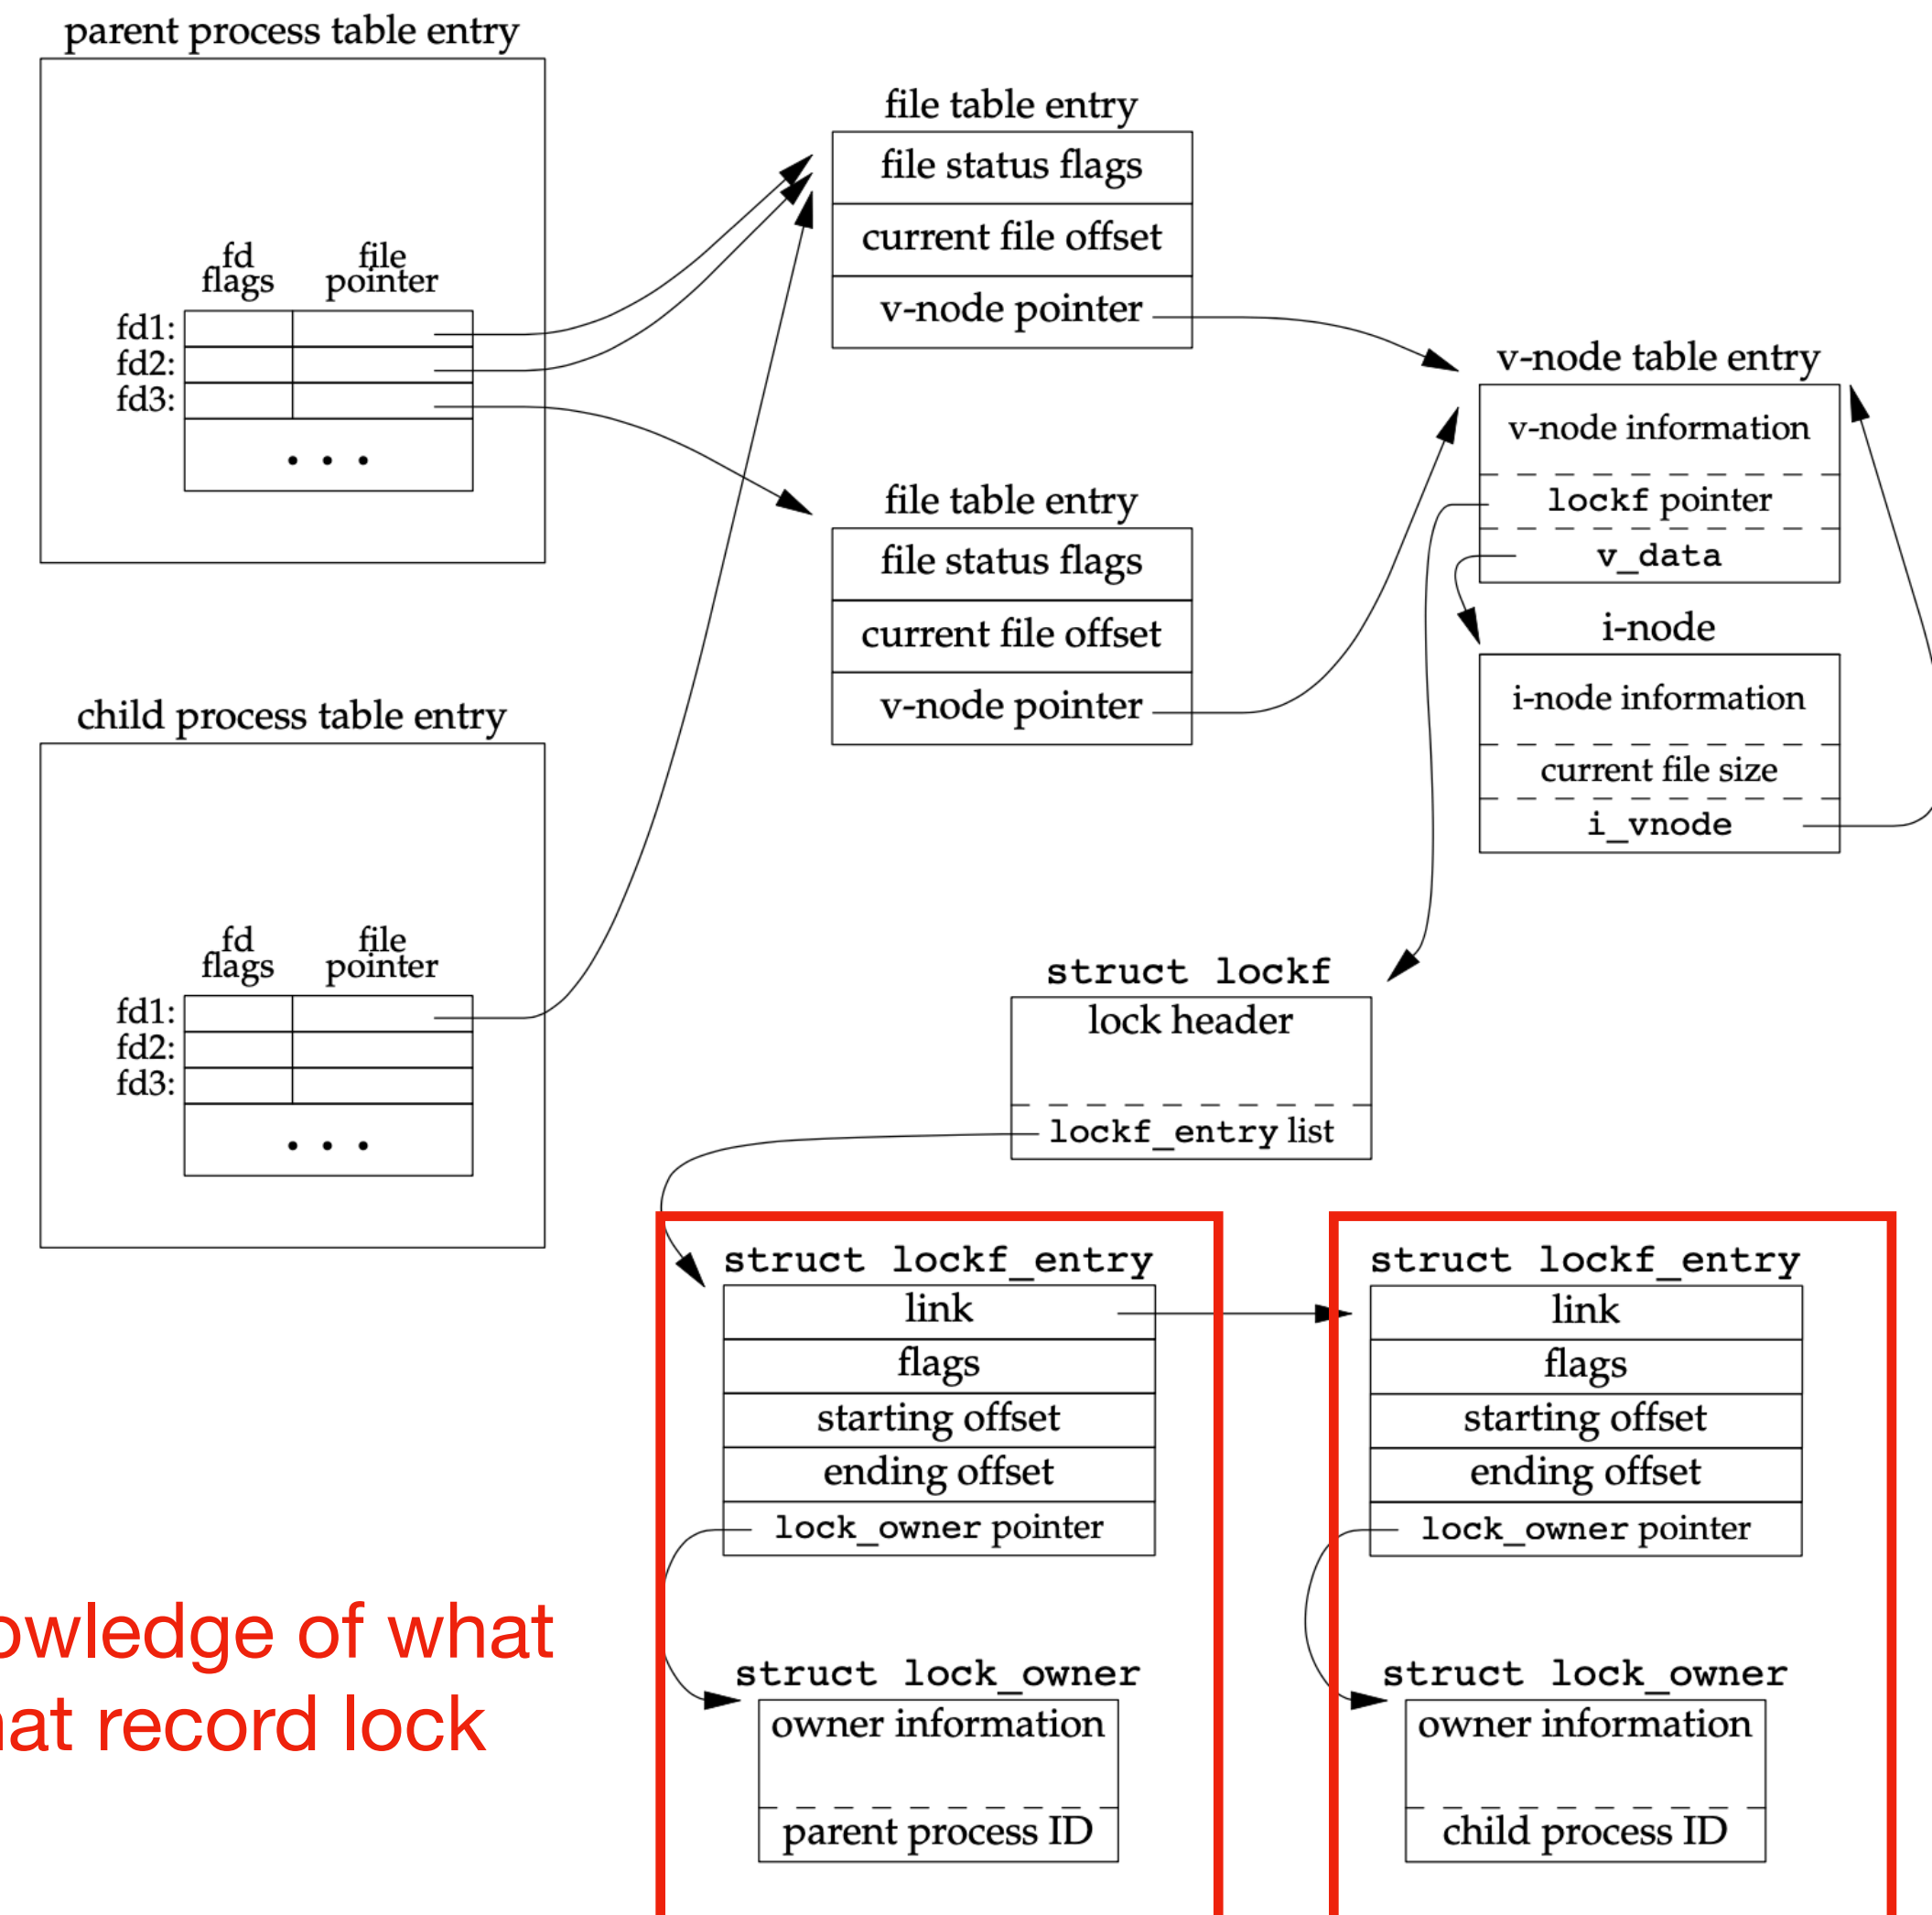 parent process table entry
fd
flags
file
pointer
fd1:
fd2:
fd3:
• • •
file table entry
file status flags
current file offset
v-node pointer
v-node table entry
v-node information
lockf pointer
v_data
file table entry
file status flags
current file offset
v-node pointer
i-node
i-node information
current file size
i_vnode
child process table entry
fd
flags
file
pointer
fd1:
fd2:
fd3:
• • •
struct lockf
lock header
lockf_entry list
struct lockf_entry
link
flags
starting offset
ending offset
lock_owner pointer
struct lockf_entry
link
flags
starting offset
ending offset
lock_owner pointer
of what
record lock
struct lock_owner
owner information
parent process ID
struct lock_owner
owner information
child process ID